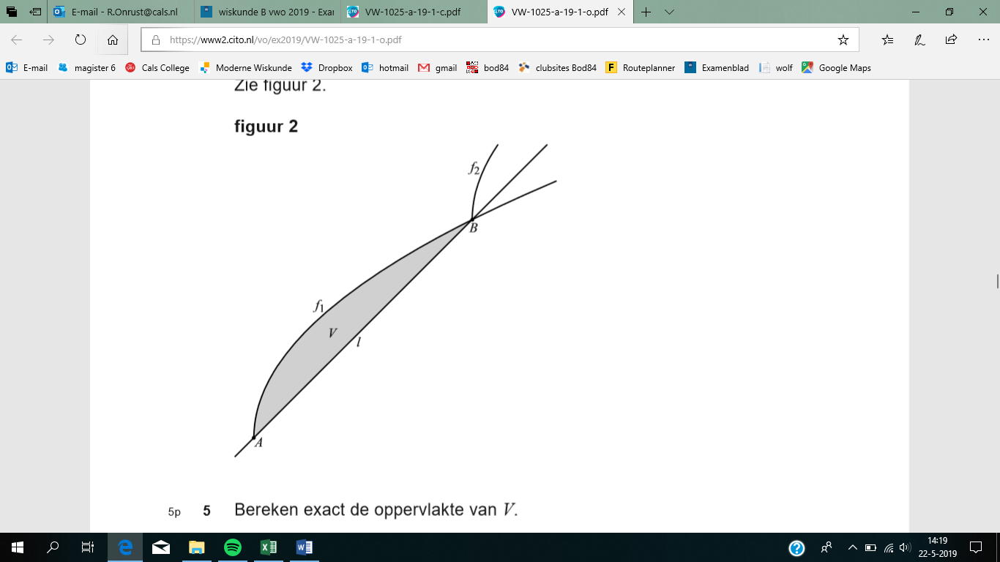 E-mail - R.Onrust@cals.nl
wiskunde B vwo 2019 - Exar
VW-1025-a-19-1-c.pdf
VW-1025-a-19-1-o.pdf
https://www2.cito.nl/vo/ex2019/VW-1025-a-19-1-o.pdf
E-mail magister 6 Cals College Moderne Wiskunde Dropbox hotmail gmail bod84 clubsites Bod84 Routeplanner Examenblad wolf Google Maps
Zie figuur 2.
figuur 2
f2
B
f1
V
l
A
5p 5 Bereken exact de oppervlakte van V.
14:19
22-5-2019